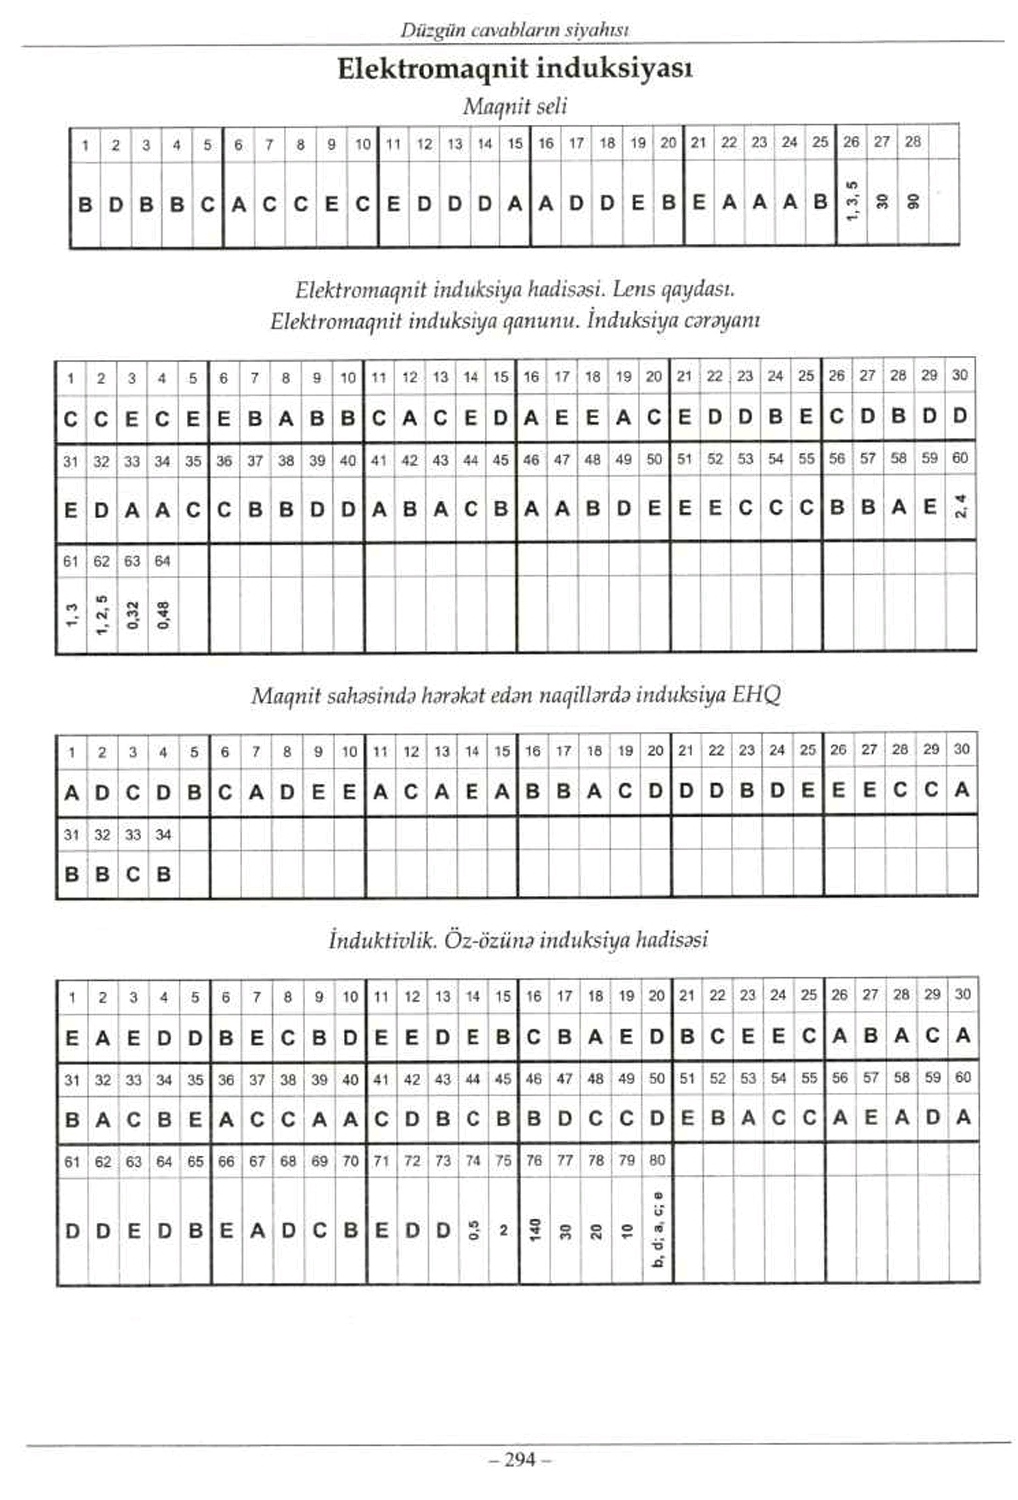 Düzgün cavabların siyahısı
Elektromaqnit induksiyası
Maqnit seli
1 2 3 4 5 6 7 8 9 10 11 12 13 14 15 16 17 18 19 20 21 22 23 24 25 26 27 28
B D B B C A C C E C E D D D A A D D E B E A A A B 1, 3, 5 30 90
Elektromaqnit induksiya hadisəsi. Lens qaydası.
Elektromaqnit induksiya qanunu. İnduksiya cərəyanı
1 2 3 4 5 6 7 8 9 10 11 12 13 14 15 16 17 18 19 20 21 22 23 24 25 26 27 28 29 30
C C E C E E B A B B C A C E D A E E A C E D D B E C D B D D
31 32 33 34 35 36 37 38 39 40 41 42 43 44 45 46 47 48 49 50 51 52 53 54 55 56 57 58 59 60
E D A A C C B B D D A B A C B A A B D E E E C C C B B A E 2, 4
61 62 63 64
1, 3 1, 2, 5 0,32 0,48
Maqnit sahəsində hərəkət edən naqillərdə induksiya EHQ
1 2 3 4 5 6 7 8 9 10 11 12 13 14 15 16 17 18 19 20 21 22 23 24 25 26 27 28 29 30
A D C D B C A D E E A C A E A B B A C D D D B D E E E C C A
31 32 33 34
B B C B
İnduktivlik. Öz-özünə induksiya hadisəsi
1 2 3 4 5 6 7 8 9 10 11 12 13 14 15 16 17 18 19 20 21 22 23 24 25 26 27 28 29 30
E A E D D B E C B D E E D E B C B A E D B C E E C A B A C A
31 32 33 34 35 36 37 38 39 40 41 42 43 44 45 46 47 48 49 50 51 52 53 54 55 56 57 58 59 60
B A C B E A C C A A C D B C B B D C C D E B A C C A E A D A
61 62 63 64 65 66 67 68 69 70 71 72 73 74 75 76 77 78 79 80
D D E D B E A D C B E D D 0,5 2 140 30 20 10 b, d; a, c; e
– 294 –